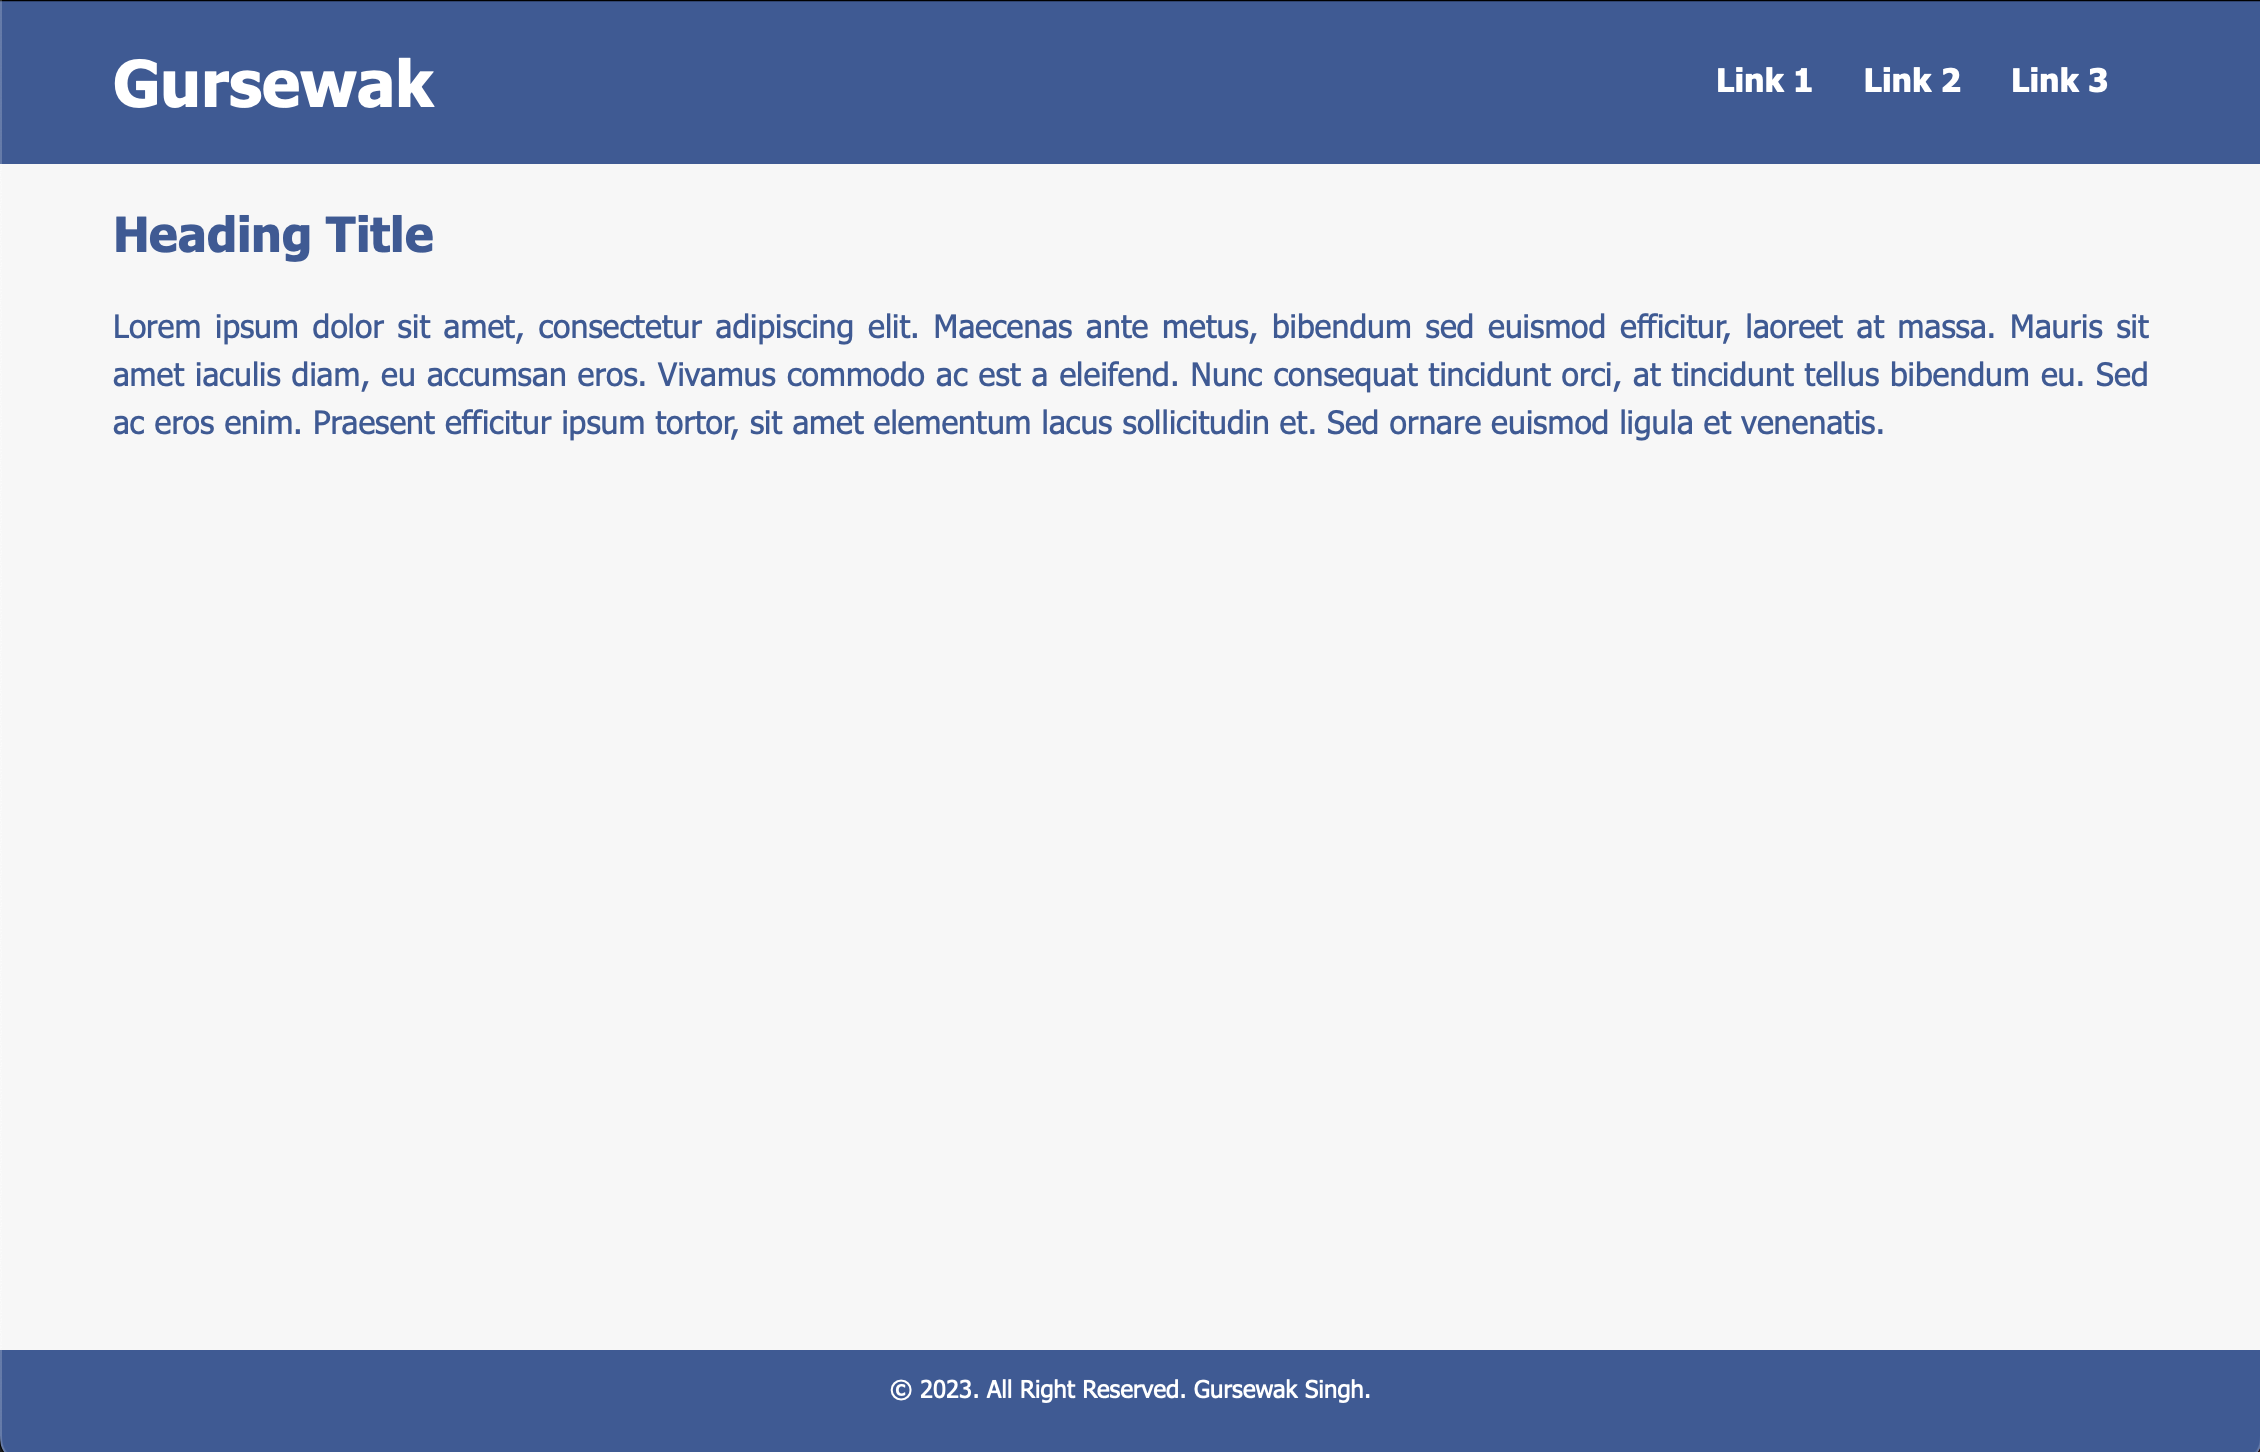 Gursewak
Link 1 Link 2 Link 3
Heading Title
Lorem ipsum dolor sit amet, consectetur adipiscing elit. Maecenas ante metus, bibendum sed euismod efficitur, laoreet at massa. Mauris sit
amet iaculis diam, eu accumsan eros. Vivamus commodo ac est a eleifend. Nunc consequat tincidunt orci, at tincidunt tellus bibendum eu. Sed
ac eros enim. Praesent efficitur ipsum tortor, sit amet elementum lacus sollicitudin et. Sed ornare euismod ligula et venenatis.
© 2023. All Right Reserved. Gursewak Singh.